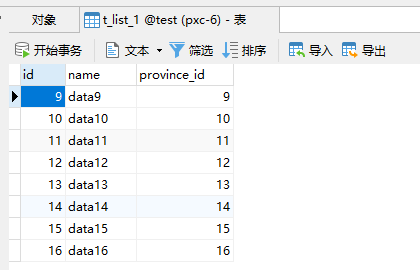 对象 t_list_1 @test (pxc-6) - 表
开始事务 文本 筛选 排序 导入 导出
id name province_id
9 data9 9
10 data10 10
11 data11 11
12 data12 12
13 data13 13
14 data14 14
15 data15 15
16 data16 16